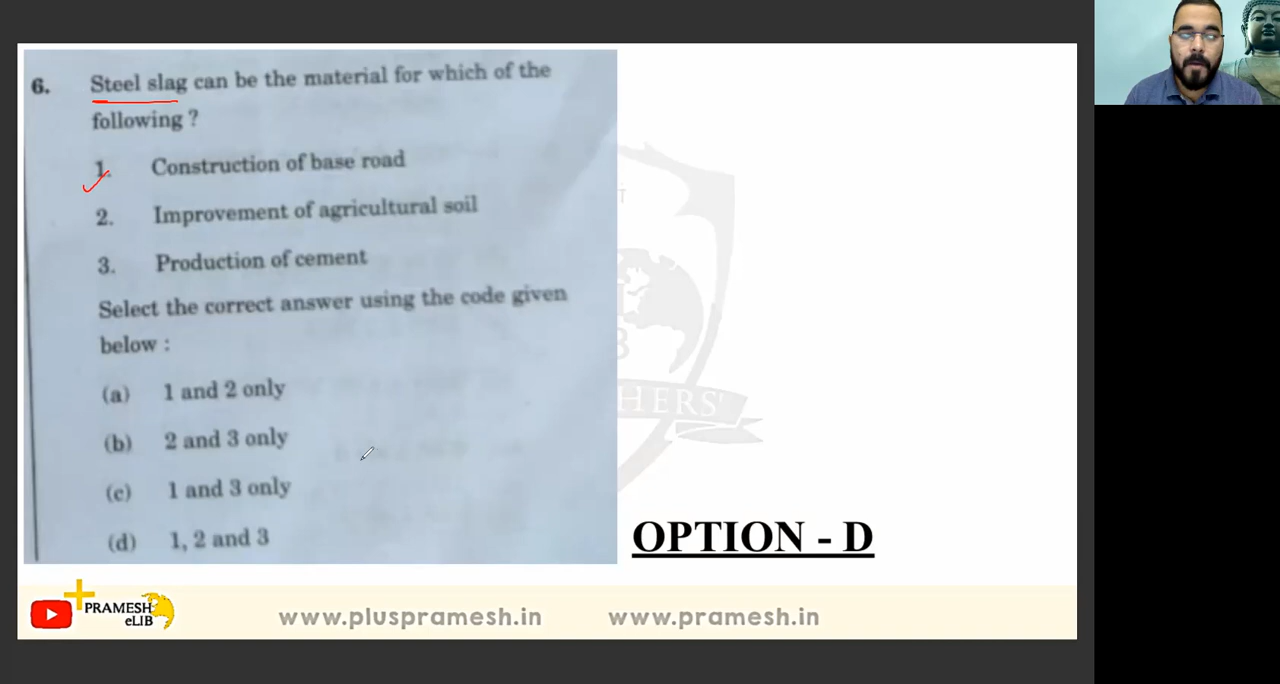 6. Steel slag can be the material for which of the
following ?
1. Construction of base road
2. Improvement of agricultural soil
3. Production of cement
Select the correct answer using the code given
below :
(a) 1 and 2 only
(b) 2 and 3 only
(c) 1 and 3 only
(d) 1, 2 and 3
HERS'
OPTION - D
PRAMESH
eLIB
www.pluspramesh.in www.pramesh.in